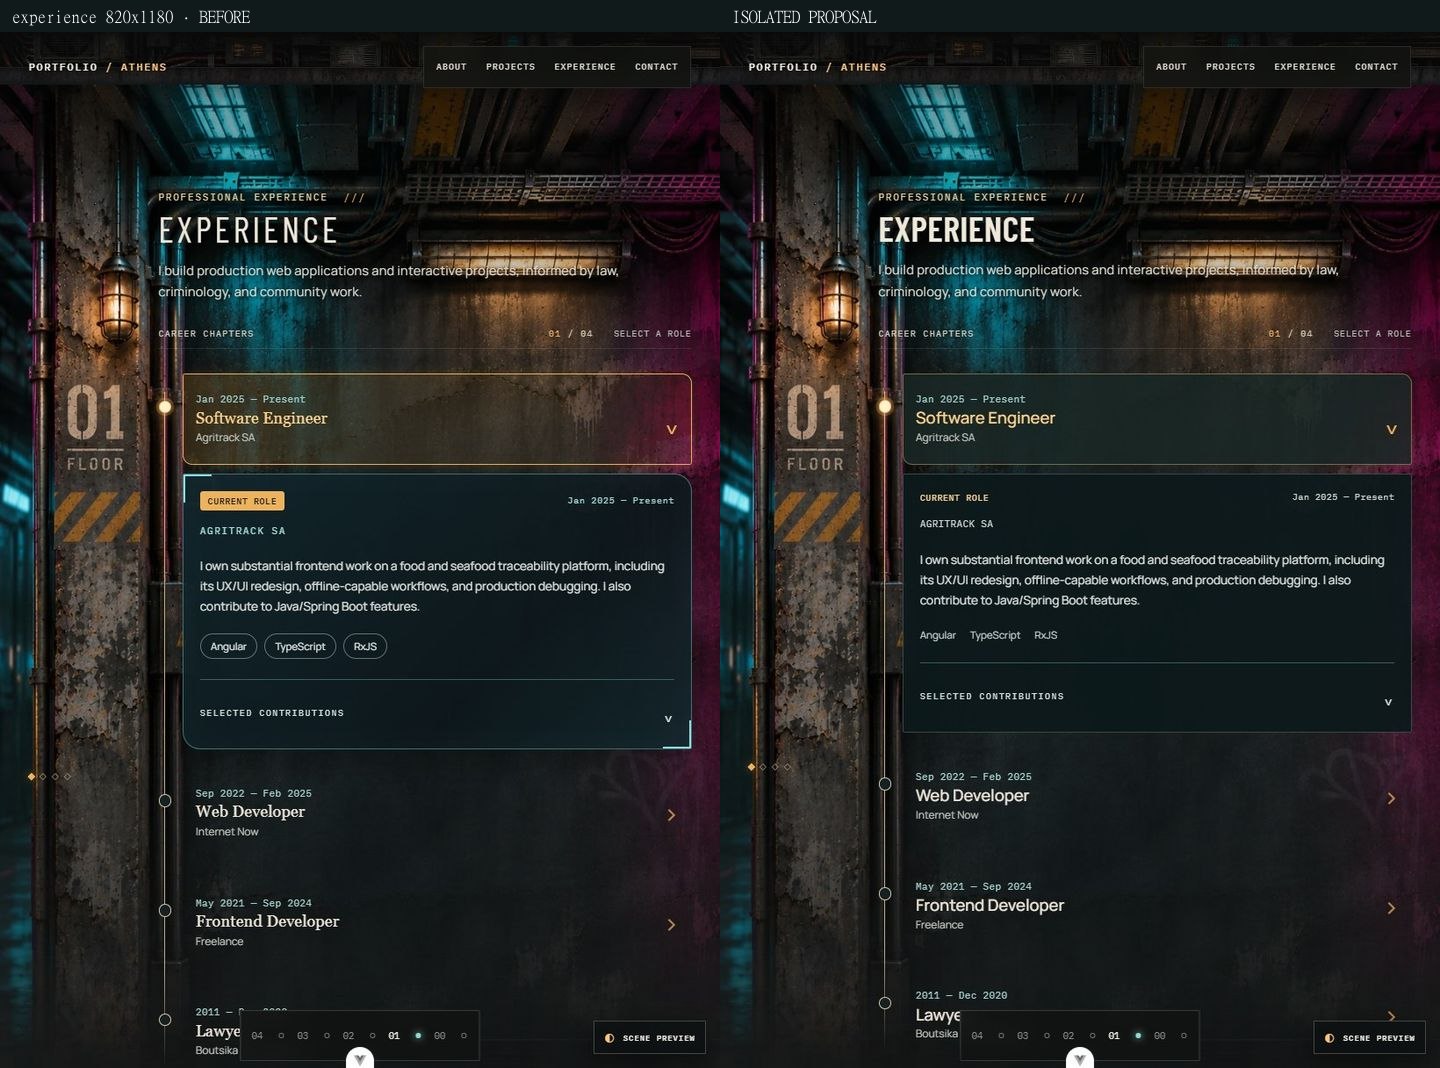 experience 820x1180 · BEFORE
PORTFOLIO / ATHENS
ABOUT PROJECTS EXPERIENCE CONTACT
PROFESSIONAL EXPERIENCE ///
EXPERIENCE
I build production web applications and interactive projects, informed by law,
criminology, and community work.
CAREER CHAPTERS
01 / 04 SELECT A ROLE
01
FLOOR
Jan 2025 — Present
Software Engineer
Agritrack SA
CURRENT ROLE
Jan 2025 — Present
AGRITRACK SA
I own substantial frontend work on a food and seafood traceability platform, including
its UX/UI redesign, offline-capable workflows, and production debugging. I also
contribute to Java/Spring Boot features.
Angular TypeScript RxJS
SELECTED CONTRIBUTIONS
Sep 2022 — Feb 2025
Web Developer
Internet Now
May 2021 — Sep 2024
Frontend Developer
Freelance
2011 —
Lawye
Boutsika
04 03 02 01 00
SCENE PREVIEW
ISOLATED PROPOSAL
PORTFOLIO / ATHENS
ABOUT PROJECTS EXPERIENCE CONTACT
PROFESSIONAL EXPERIENCE ///
EXPERIENCE
I build production web applications and interactive projects, informed by law,
criminology, and community work.
CAREER CHAPTERS
01 / 04 SELECT A ROLE
01
FLOOR
Jan 2025 — Present
Software Engineer
Agritrack SA
CURRENT ROLE
Jan 2025 — Present
AGRITRACK SA
I own substantial frontend work on a food and seafood traceability platform, including
its UX/UI redesign, offline-capable workflows, and production debugging. I also
contribute to Java/Spring Boot features.
Angular TypeScript RxJS
SELECTED CONTRIBUTIONS
Sep 2022 — Feb 2025
Web Developer
Internet Now
May 2021 — Sep 2024
Frontend Developer
Freelance
2011 — Dec 2020
Lawye
Boutsika
04 03 02 01 00
SCENE PREVIEW